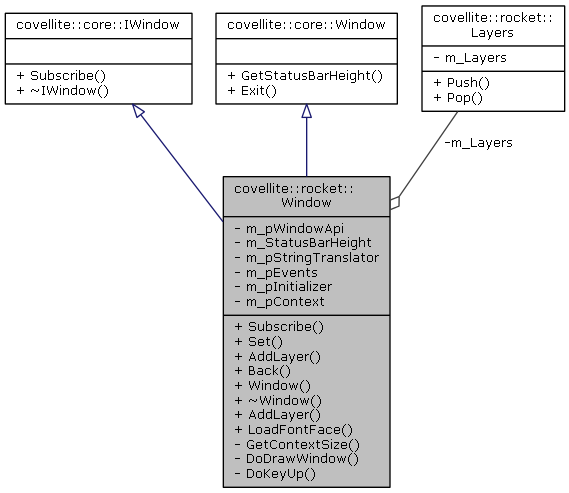 covellite::core::IWindow
+ Subscribe()
+ ~IWindow()
covellite::core::Window
+ GetStatusBarHeight()
+ Exit()
covellite::rocket::
Layers
- m_Layers
+ Push()
+ Pop()
-m_Layers
covellite::rocket::
Window
- m_pWindowApi
- m_StatusBarHeight
- m_pStringTranslator
- m_pEvents
- m_pInitializer
- m_pContext
+ Subscribe()
+ Set()
+ AddLayer()
+ Back()
+ Window()
+ ~Window()
+ AddLayer()
+ LoadFontFace()
- GetContextSize()
- DoDrawWindow()
- DoKeyUp()